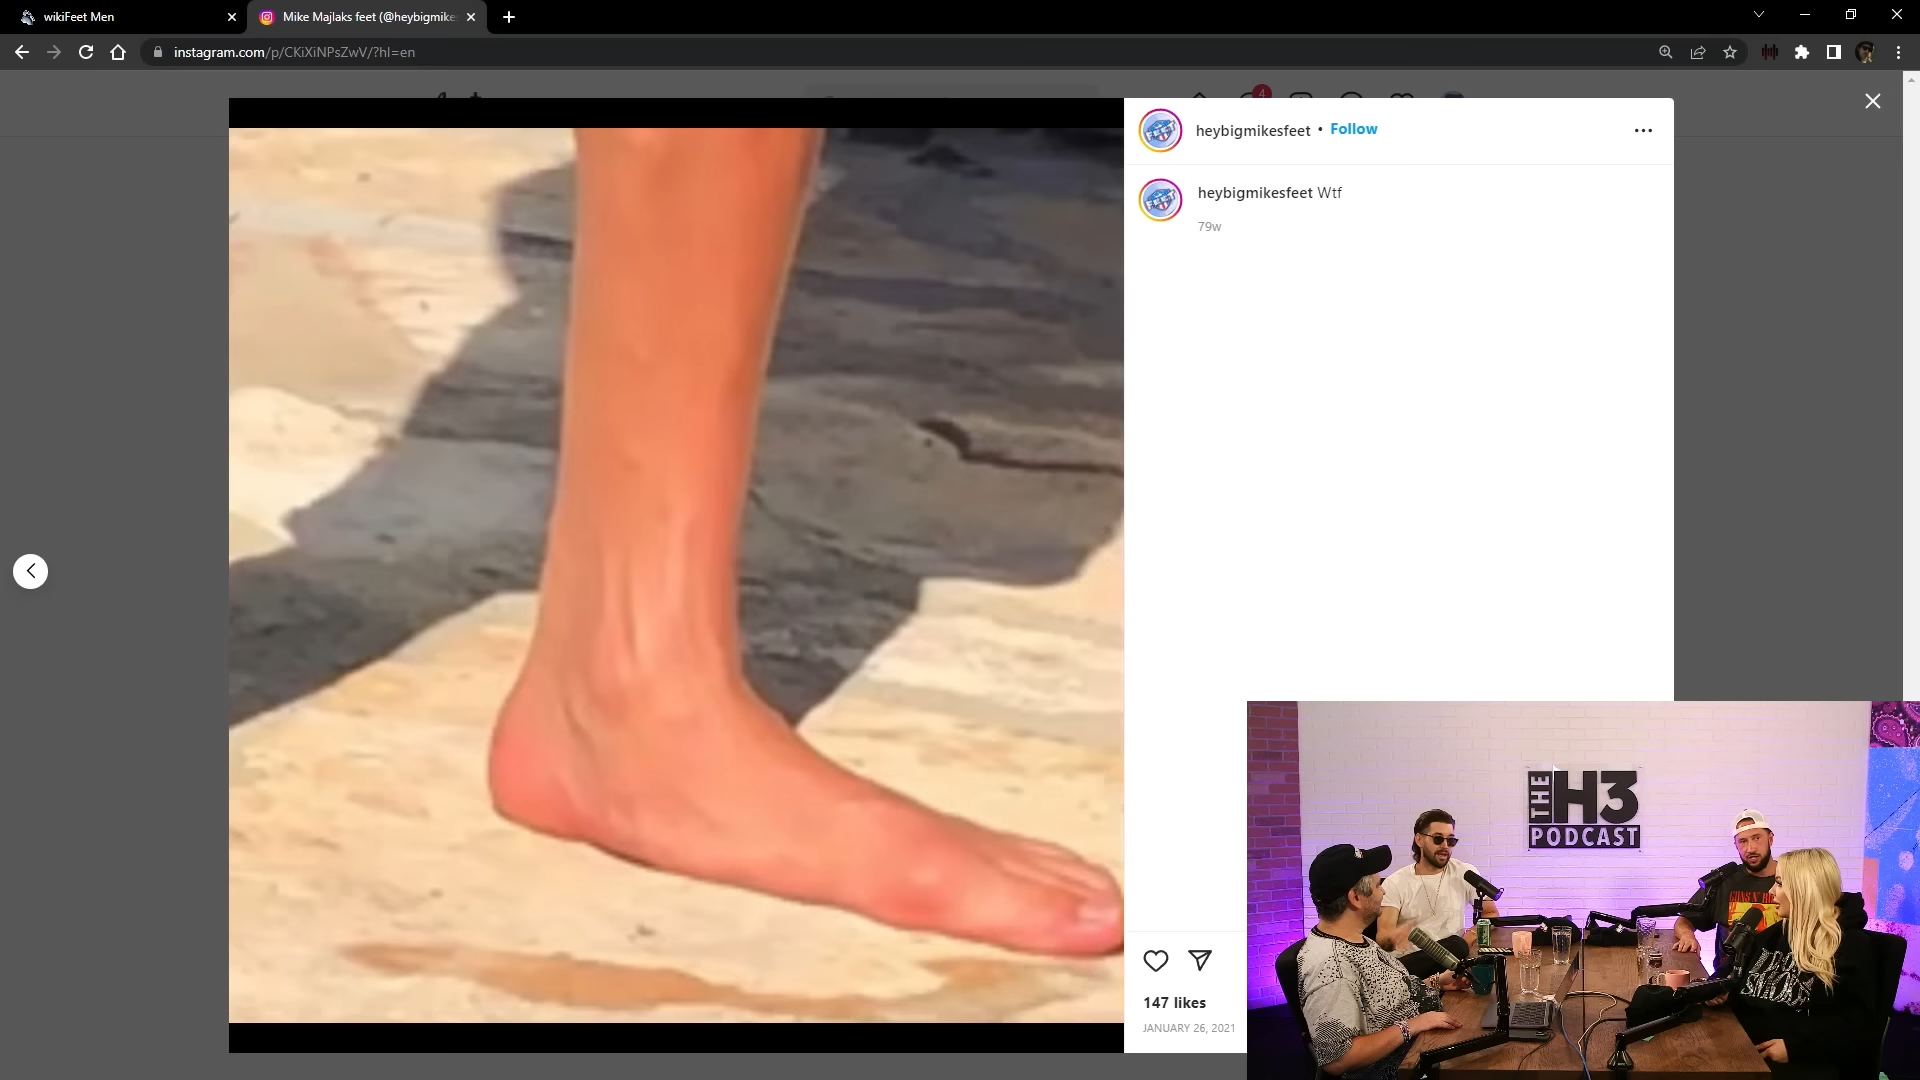 wikiFeet Men
Mike Majlaks feet (@heybigmike
instagram.com/p/CKiXiNPsZwV/?hl=en
4
heybigmikesfeet • Follow
heybigmikesfeet Wtf
79w
147 likes
JANUARY 26, 2021
THE H3
PODCAST